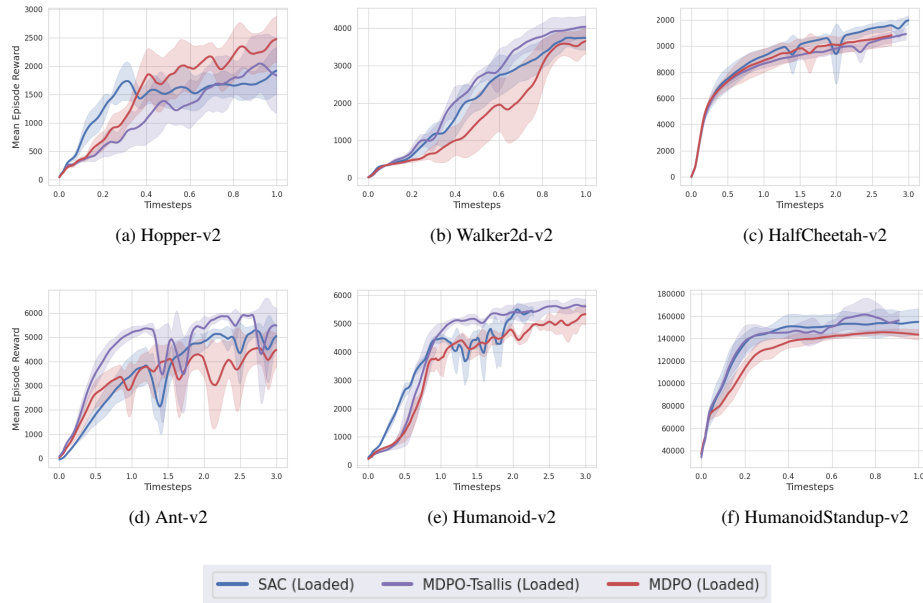 3000
2500
2000
1500
1000
500
0
Mean Episode Reward
0.0 0.2 0.4 0.6 0.8 1.0
Timesteps
(a) Hopper-v2
4000
3000
2000
1000
0
0.0 0.2 0.4 0.6 0.8 1.0
Timesteps
(b) Walker2d-v2
12000
10000
8000
6000
4000
2000
0
0.0 0.5 1.0 1.5 2.0 2.5 3.0
Timesteps
(c) HalfCheetah-v2
6000
5000
4000
3000
2000
1000
0
Mean Episode Reward
0.0 0.5 1.0 1.5 2.0 2.5 3.0
Timesteps
(d) Ant-v2
6000
5000
4000
3000
2000
1000
0
0.0 0.5 1.0 1.5 2.0 2.5 3.0
Timesteps
(e) Humanoid-v2
180000
160000
140000
120000
100000
80000
60000
40000
0.0 0.2 0.4 0.6 0.8 1.0
Timesteps
(f) HumanoidStandup-v2
SAC (Loaded) MDPO-Tsallis (Loaded) MDPO (Loaded)